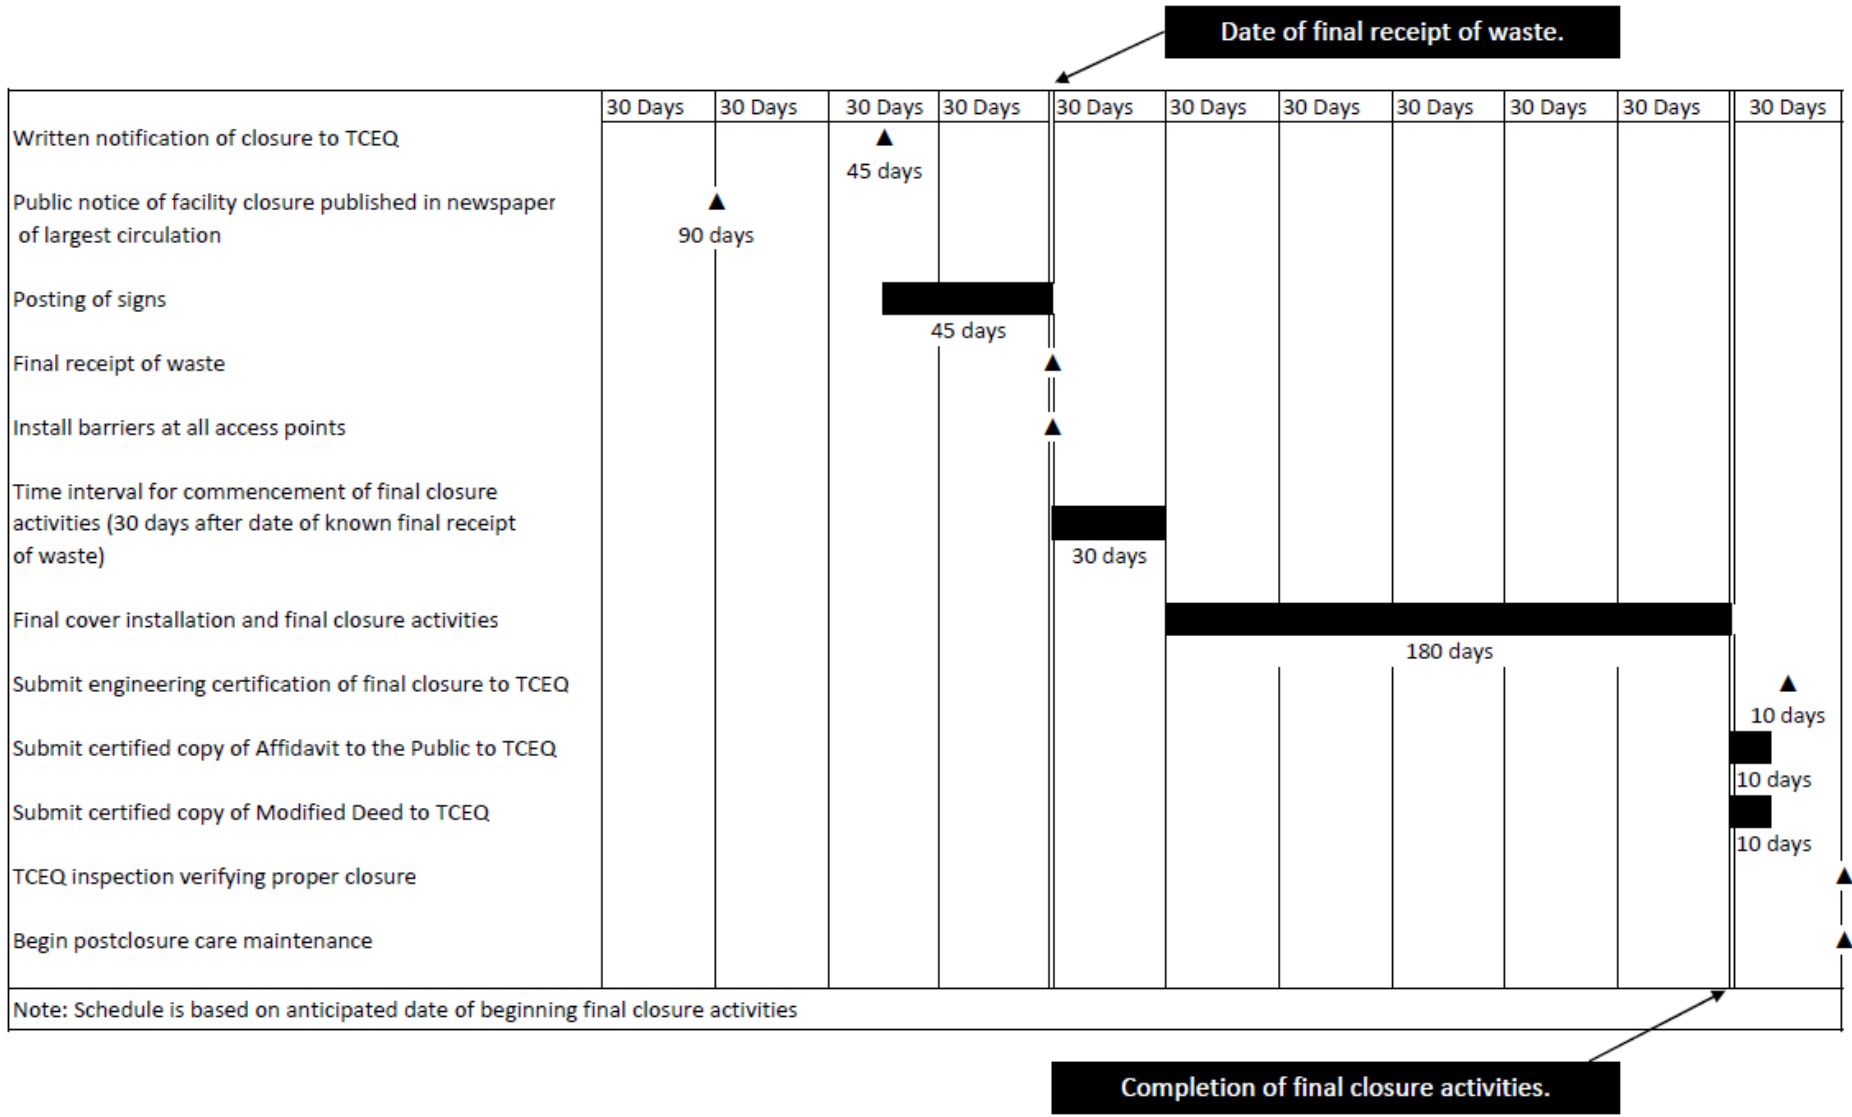 Date of final receipt of waste.
30 Days 30 Days 30 Days 30 Days 30 Days 30 Days 30 Days 30 Days 30 Days 30 Days 30 Days
Written notification of closure to TCEQ
45 days
Public notice of facility closure published in newspaper
of largest circulation
90 days
Posting of signs
45 days
Final receipt of waste
Install barriers at all access points
Time interval for commencement of final closure
activities (30 days after date of known final receipt
of waste)
30 days
Final cover installation and final closure activities
180 days
Submit engineering certification of final closure to TCEQ
10 days
Submit certified copy of Affidavit to the Public to TCEQ
10 days
Submit certified copy of Modified Deed to TCEQ
10 days
TCEQ inspection verifying proper closure
Begin postclosure care maintenance
Note: Schedule is based on anticipated date of beginning final closure activities
Completion of final closure activities.